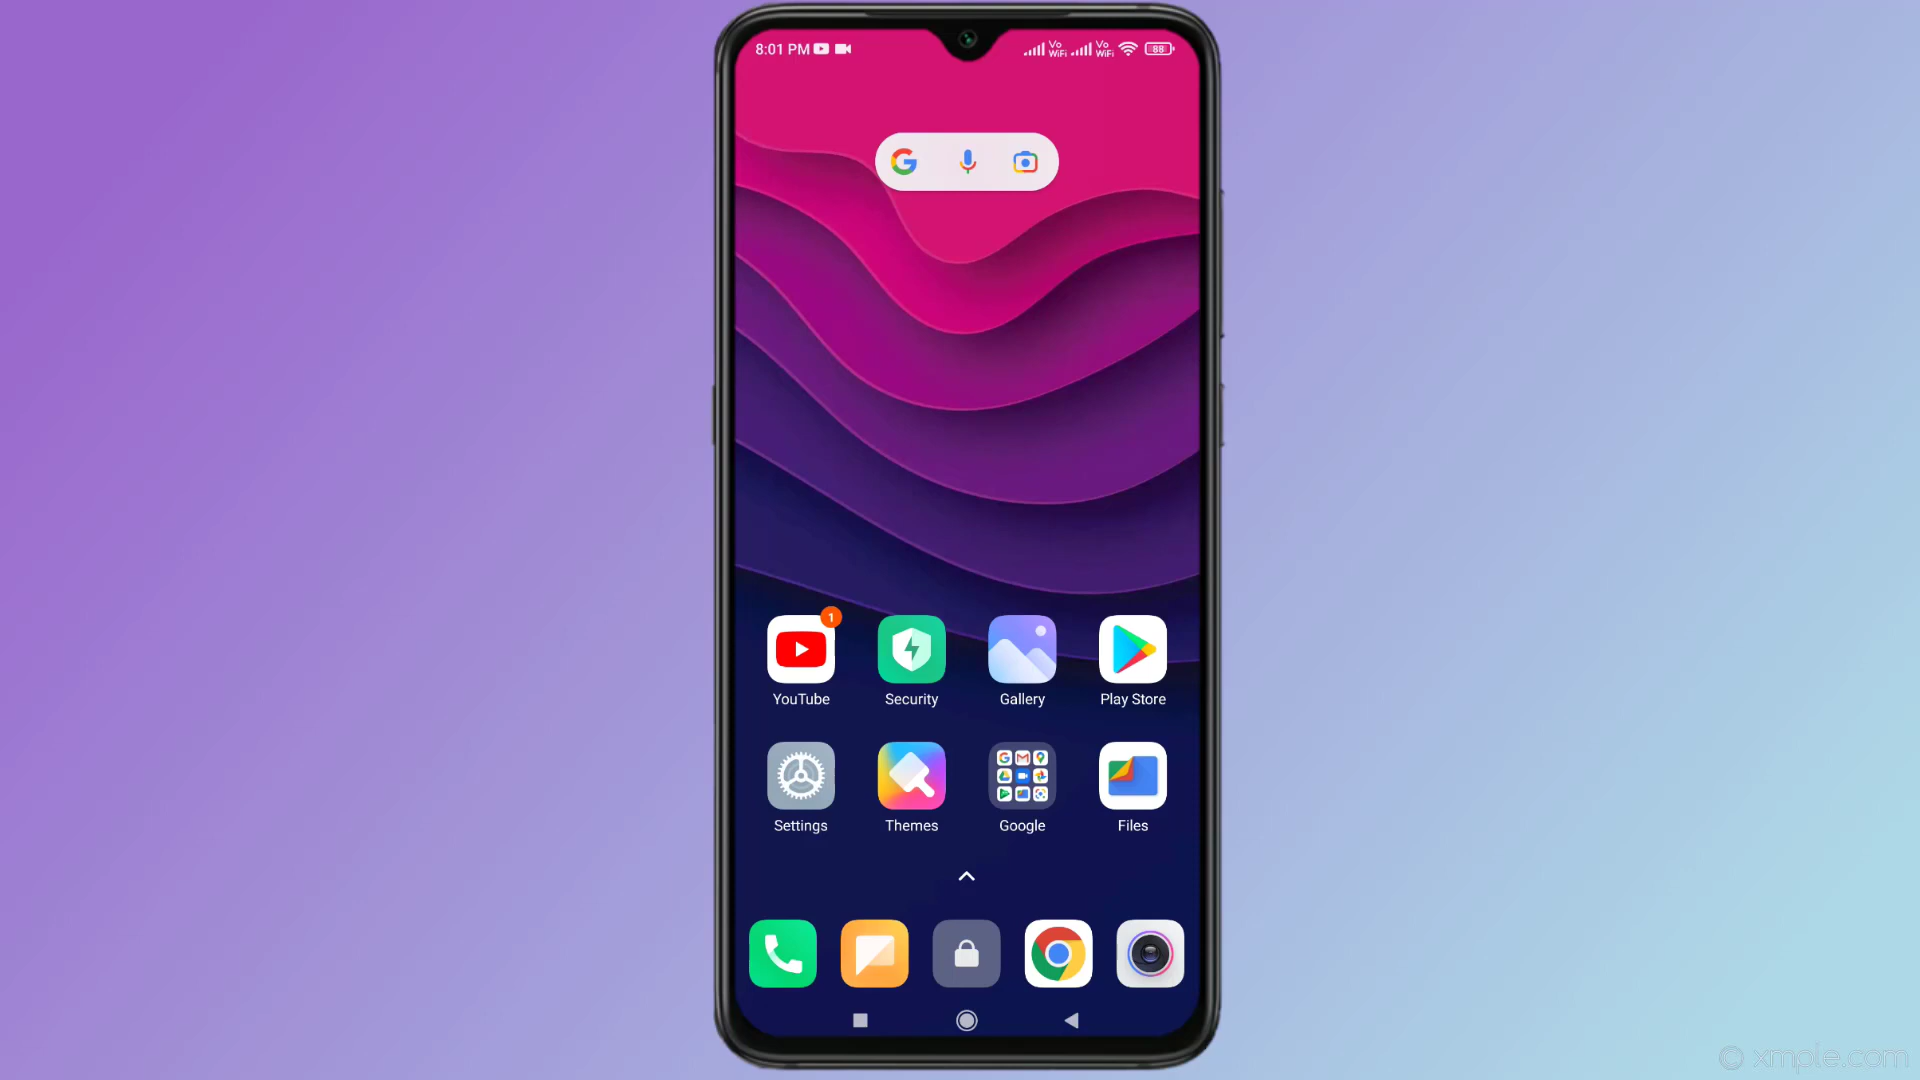 8:01 PM
Vo WiFi Vo WiFi 88
1
YouTube Security Gallery Play Store
Settings Themes Google Files
© xmple.com